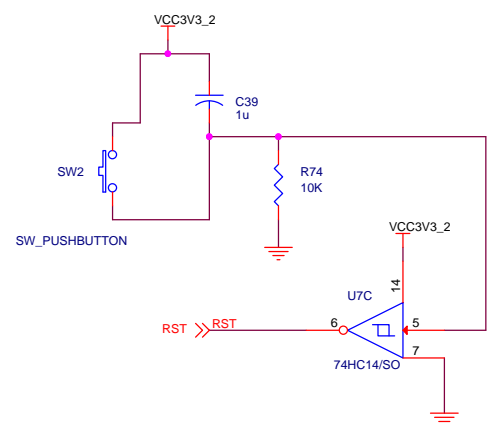 VCC3V3_2
C39
1u
SW2
R74
10K
SW_PUSHBUTTON
VCC3V3_2
14
U7C
RST
RST
6
5
7
74HC14/SO